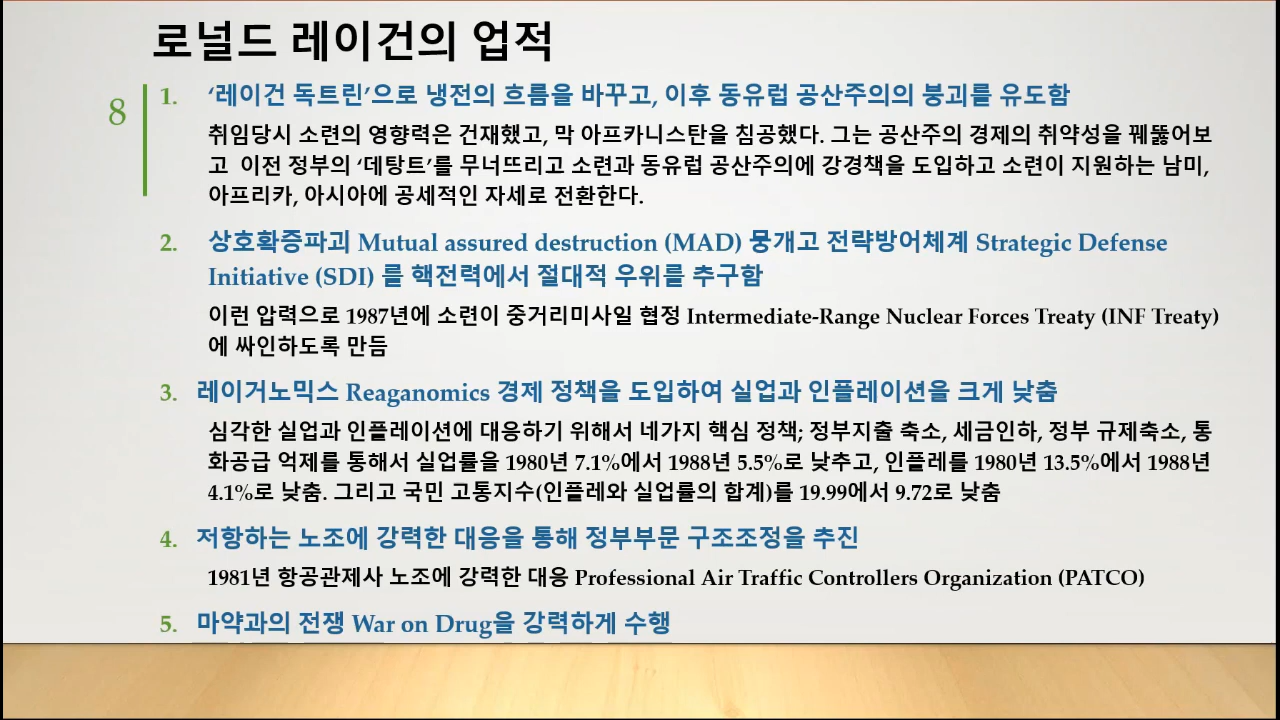 로널드 레이건의 업적
8
1. ‘레이건 독트린’으로 냉전의 흐름을 바꾸고, 이후 동유럽 공산주의의 붕괴를 유도함
취임당시 소련의 영향력은 건재했고, 막 아프카니스탄을 침공했다. 그는 공산주의 경제의 취약성을 꿰뚫어보
고 이전 정부의 ‘데탕트’를 무너뜨리고 소련과 동유럽 공산주의에 강경책을 도입하고 소련이 지원하는 남미,
아프리카, 아시아에 공세적인 자세로 전환한다.
2. 상호확증파괴 Mutual assured destruction (MAD) 뭉개고 전략방어체계 Strategic Defense
Initiative (SDI) 를 핵전력에서 절대적 우위를 추구함
이런 압력으로 1987년에 소련이 중거리미사일 협정 Intermediate-Range Nuclear Forces Treaty (INF Treaty)
에 싸인하도록 만듬
3. 레이거노믹스 Reaganomics 경제 정책을 도입하여 실업과 인플레이션을 크게 낮춤
심각한 실업과 인플레이션에 대응하기 위해서 네가지 핵심 정책; 정부지출 축소, 세금인하, 정부 규제축소, 통
화공급 억제를 통해서 실업률을 1980년 7.1%에서 1988년 5.5%로 낮추고, 인플레를 1980년 13.5%에서 1988년
4.1%로 낮춤. 그리고 국민 고통지수(인플레와 실업률의 합계)를 19.99에서 9.72로 낮춤
4. 저항하는 노조에 강력한 대응을 통해 정부부문 구조조정을 추진
1981년 항공관제사 노조에 강력한 대응 Professional Air Traffic Controllers Organization (PATCO)
5. 마약과의 전쟁 War on Drug을 강력하게 수행